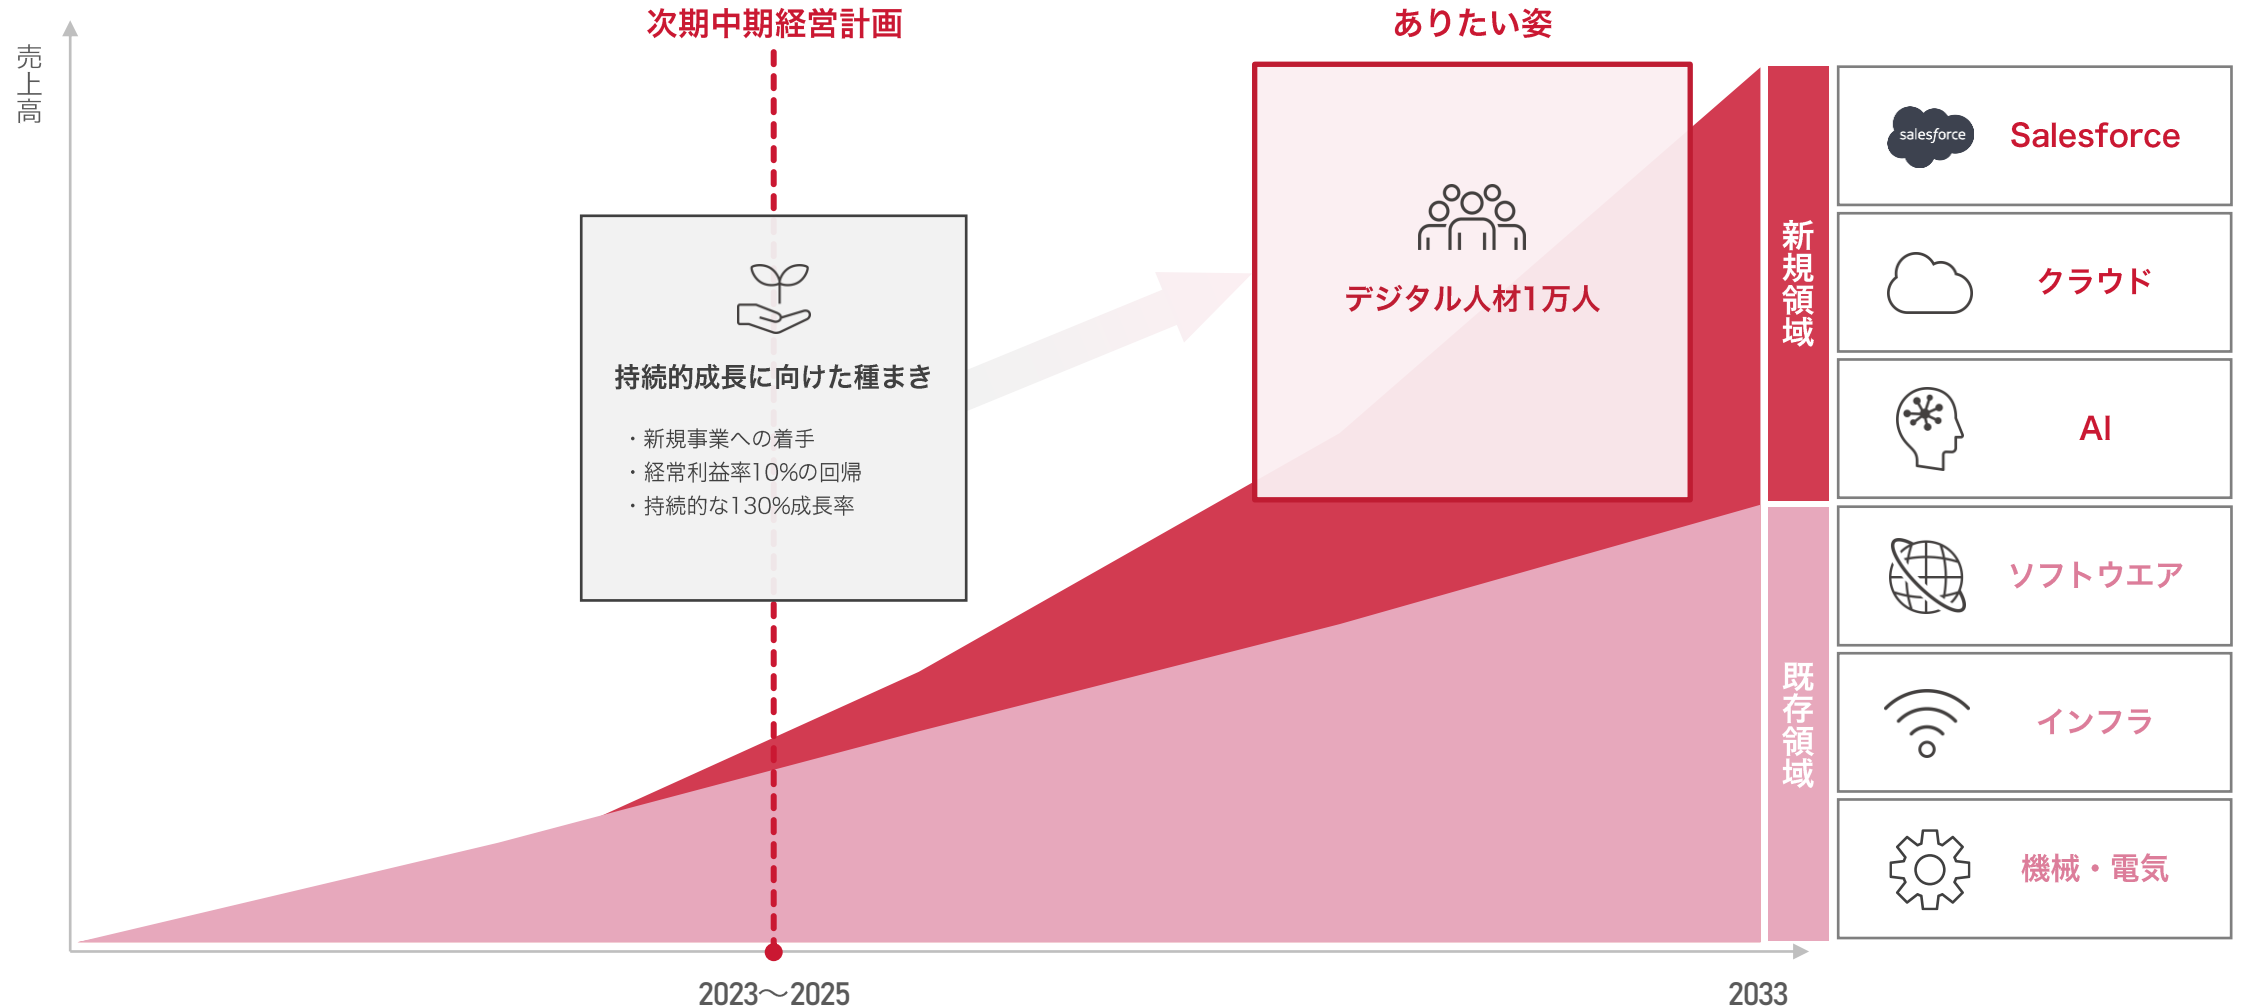 次期中期経営計画
ありたい姿
売上高
持続的成長に向けた種まき
・新規事業への着手
・経常利益率10%の回帰
・持続的な130%成長率
デジタル人材1万人
新規領域
既存領域
salesforce
Salesforce
クラウド
AI
ソフトウエア
インフラ
機械・電気
2023〜2025
2033